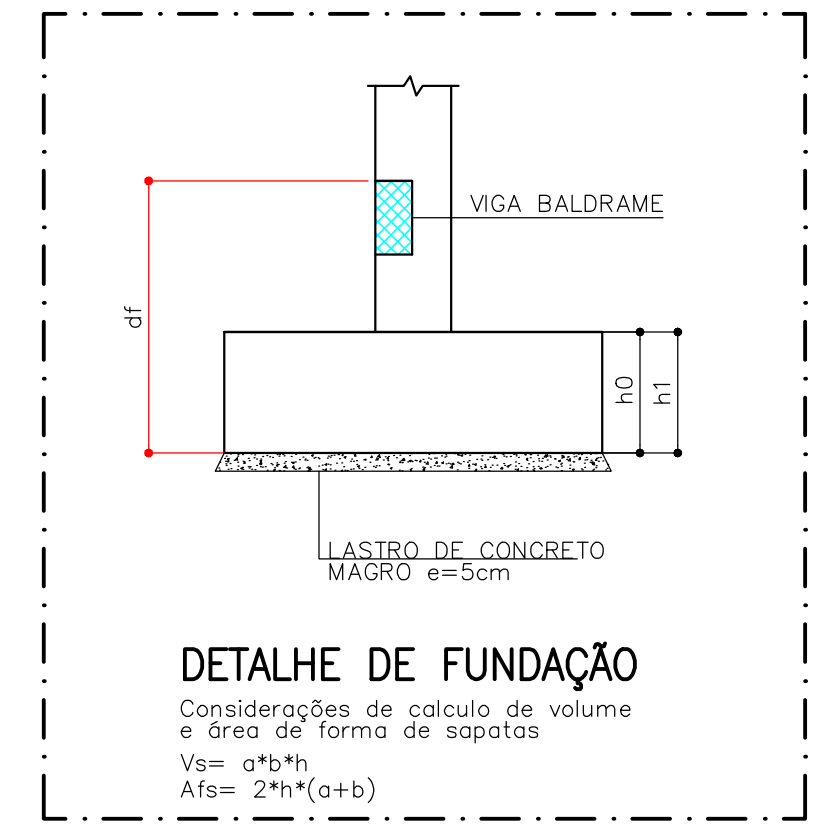 VIGA BALDRAME
df
h0
h1
LASTRO DE CONCRETO
MAGRO e=5cm
DETALHE DE FUNDAÇÃO
Considerações de calculo de volume
e área de forma de sapatas
Vs= a*b*h
Afs= 2*h*(a+b)